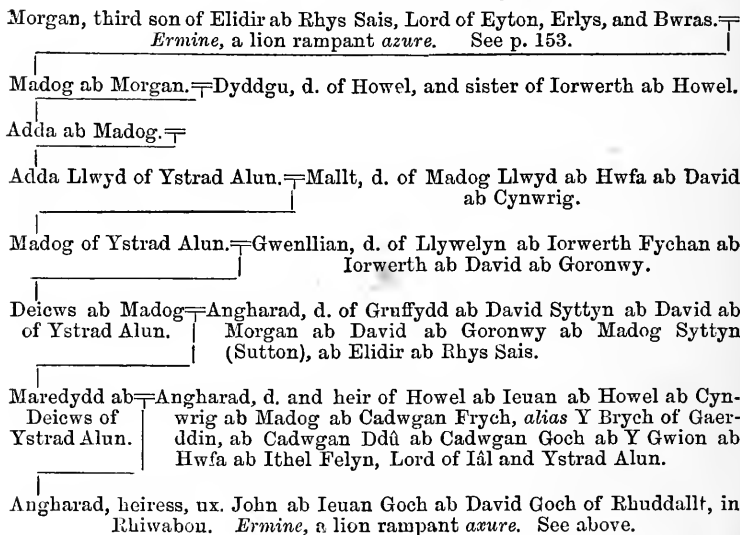 Morgan, third son of Elidir ab Rhys Sais, Lord of Eyton, Erlys, and Bwras.
Ermine, a lion rampant azure. See p. 153.
Madog ab Morgan. Dyddgu, d. of Howel, and sister of Iorwerth ab Howel.
Adda ab Madog.
Adda Llwyd of Ystrad Alun. Mallt, d. of Madog Llwyd ab Hwfa ab David
ab Cynwrig.
Madog of Ystrad Alun. Gwenllian, d. of Llywelyn ab Iorwerth Fychan ab
Iorwerth ab David ab Goronwy.
Deicws ab Madog Angharad, d. of Gruffydd ab David Syttyn ab David ab
of Ystrad Alun. Morgan ab David ab Goronwy ab Madog Syttyn
(Sutton), ab Elidir ab Rhys Sais.
Maredydd ab Angharad, d. and heir of Howel ab Ieuan ab Howel ab Cyn-
Deicws of wrig ab Madog ab Cadwgan Frych, alias Y Brych of Gaer-
Ystrad Alun. ddin, ab Cadwgan Ddû ab Cadwgan Goch ab Y Gwion ab
Hwfa ab Ithel Felyn, Lord of Iâl and Ystrad Alun.
Angharad, heiress, ux. John ab Ieuan Goch ab David Goch of Rhuddallt, in
Rhiwabon. Ermine, a lion rampant azure. See above.